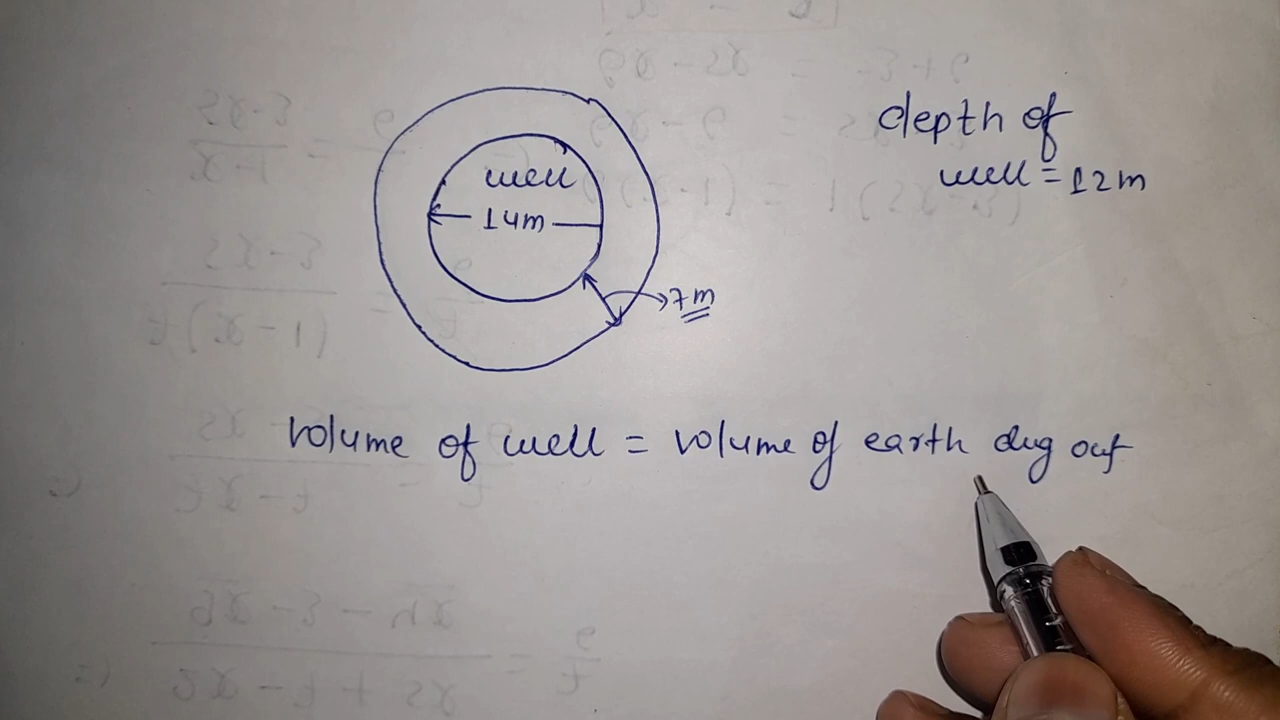 depth of
well = 12m
well
14m
7m
volume of well = volume of earth dug out